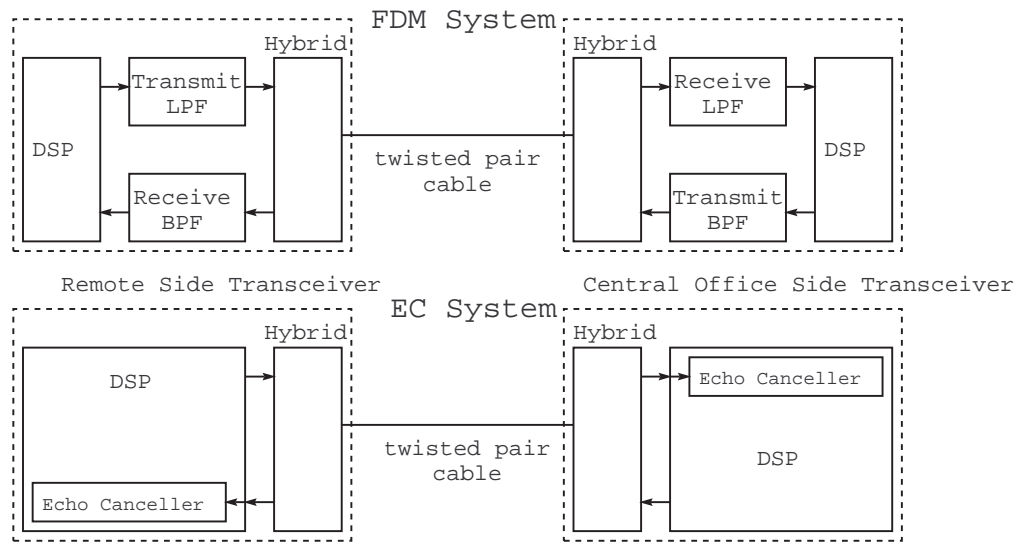 FDM System
Hybrid
Hybrid
Transmit
LPF
Receive
LPF
DSP
DSP
twisted pair
cable
Receive
BPF
Transmit
BPF
Remote Side Transceiver
Central Office Side Transceiver
EC System
Hybrid
Hybrid
DSP
Echo Canceller
twisted pair
cable
DSP
Echo Canceller